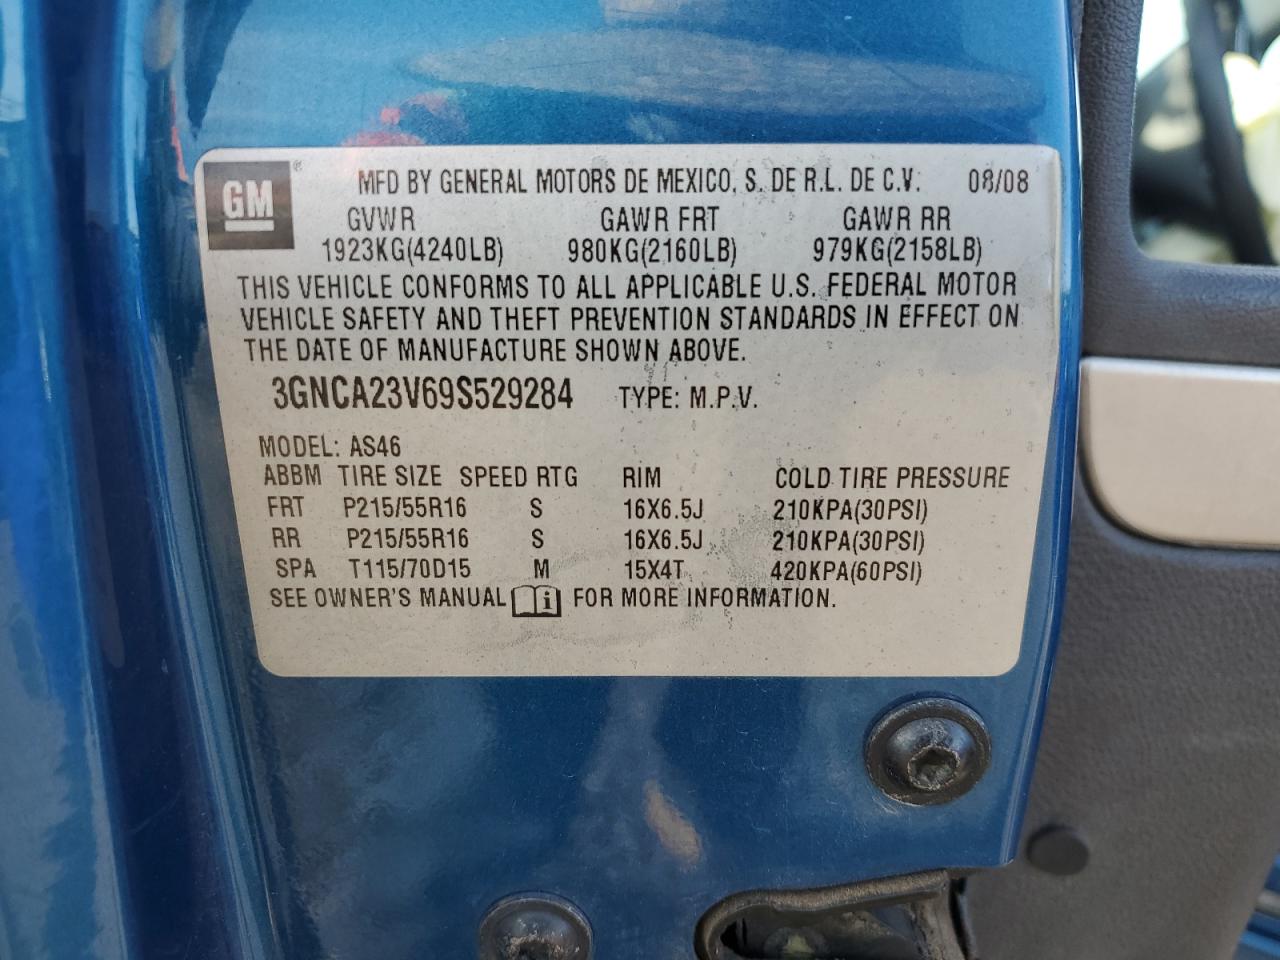 GM® MFD BY GENERAL MOTORS DE MEXICO, S. DE R.L. DE C.V. 08/08
GVWR GAWR FRT GAWR RR
1923KG(4240LB) 980KG(2160LB) 979KG(2158LB)
THIS VEHICLE CONFORMS TO ALL APPLICABLE U.S. FEDERAL MOTOR
VEHICLE SAFETY AND THEFT PREVENTION STANDARDS IN EFFECT ON
THE DATE OF MANUFACTURE SHOWN ABOVE.
3GNCA23V69S529284 TYPE: M.P.V.
MODEL: AS46
ABBM TIRE SIZE SPEED RTG RIM COLD TIRE PRESSURE
FRT P215/55R16 S 16X6.5J 210KPA(30PSI)
RR P215/55R16 S 16X6.5J 210KPA(30PSI)
SPA T115/70D15 M 15X4T 420KPA(60PSI)
SEE OWNER'S MANUAL i FOR MORE INFORMATION.